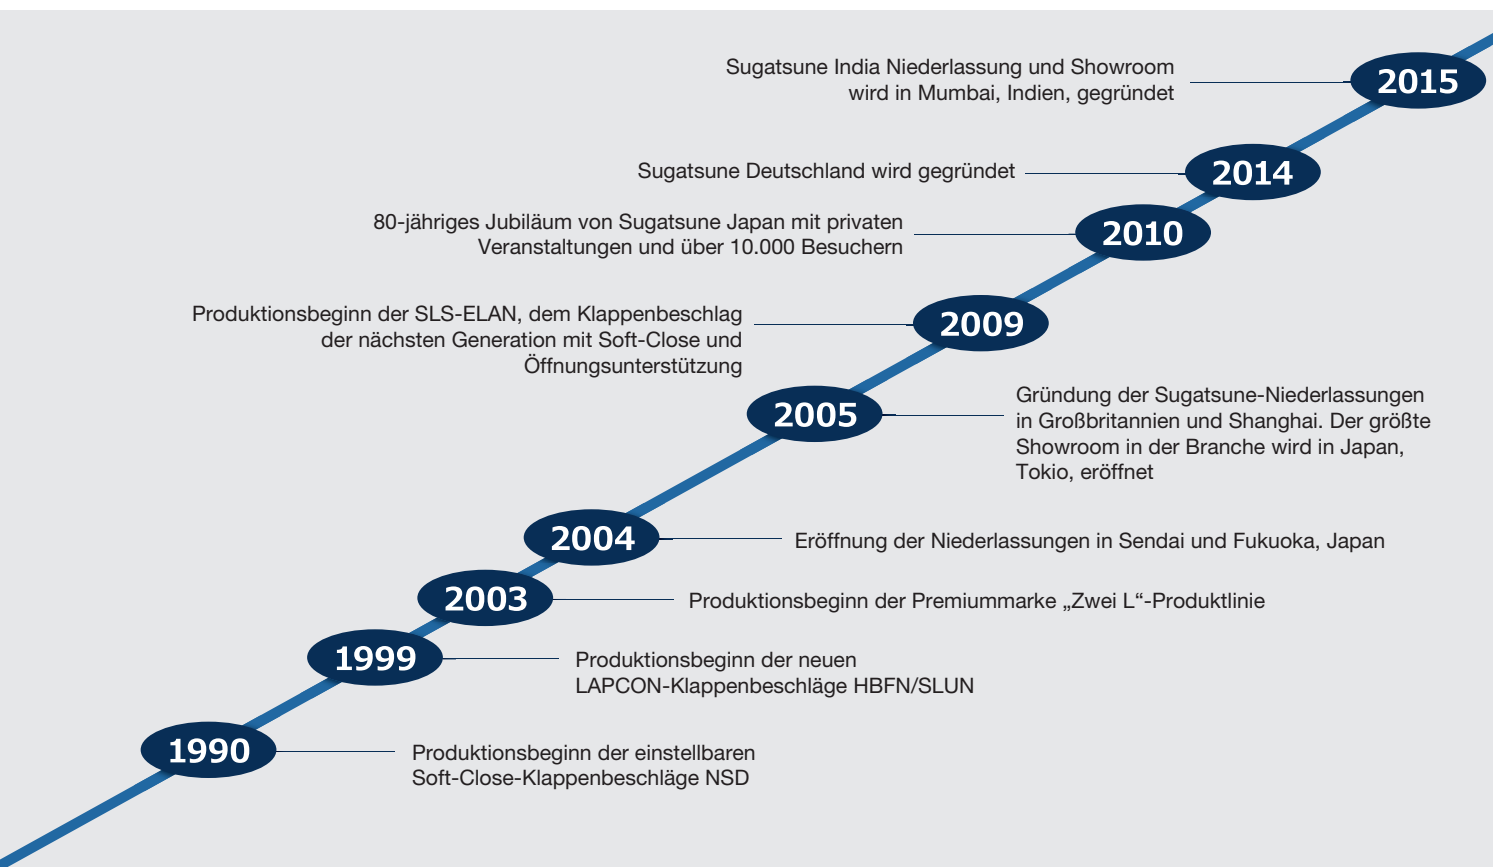 Sugatsune India Niederlassung und Showroom
wird in Mumbai, Indien, gegründet
2015
Sugatsune Deutschland wird gegründet
2014
80-jähriges Jubiläum von Sugatsune Japan mit privaten
Veranstaltungen und über 10.000 Besuchern
2010
Produktionsbeginn der SLS-ELAN, dem Klappenbeschlag
der nächsten Generation mit Soft-Close und
Öffnungsunterstützung
2009
2005
Gründung der Sugatsune-Niederlassungen
in Großbritannien und Shanghai. Der größte
Showroom in der Branche wird in Japan,
Tokio, eröffnet
2004
Eröffnung der Niederlassungen in Sendai und Fukuoka, Japan
2003
Produktionsbeginn der Premiummarke „Zwei L“-Produktlinie
1999
Produktionsbeginn der neuen
LAPCON-Klappenbeschläge HBFN/SLUN
1990
Produktionsbeginn der einstellbaren
Soft-Close-Klappenbeschläge NSD